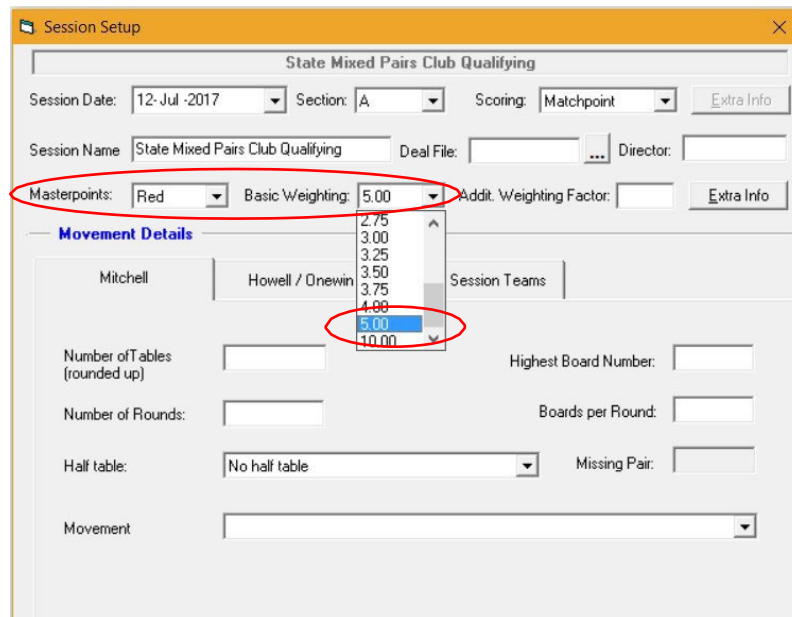 Session Setup
State Mixed Pairs Club Qualifying
Session Date: 12- Jul -2017 Section: A Scoring: Matchpoint Extra Info
Session Name State Mixed Pairs Club Qualifying Deal File: ... Director:
Masterpoints: Red Basic Weighting: 5.00 Addit. Weighting Factor: Extra Info
Movement Details
2.75
3.00
3.25
3.50
3.75
4.00
5.00
10.00
Mitchell Howell / Onewin Session Teams
Number ofTables
(rounded up)
Highest Board Number:
Number of Rounds: Boards per Round:
Half table: No half table Missing Pair:
Movement